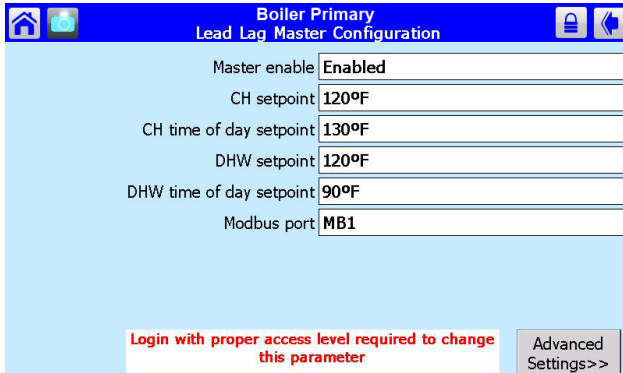 Boiler Primary
Lead Lag Master Configuration
Master enable Enabled
CH setpoint 120ºF
CH time of day setpoint 130ºF
DHW setpoint 120ºF
DHW time of day setpoint 90ºF
Modbus port MB1
Login with proper access level required to change
this parameter
Advanced
Settings>>